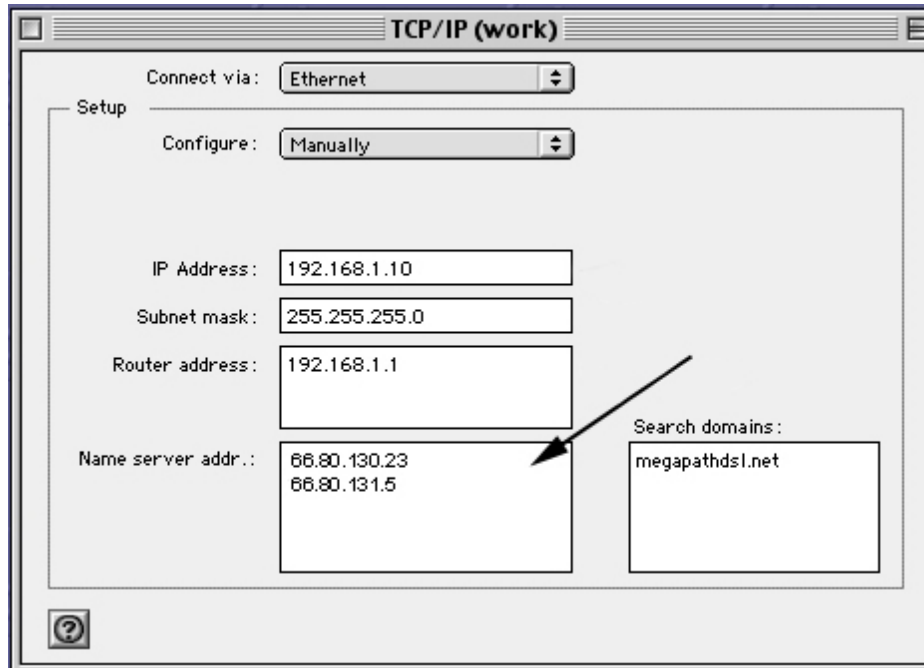 TCP/IP (work)
Connect via: Ethernet
Setup
Configure: Manually
IP Address: 192.168.1.10
Subnet mask: 255.255.255.0
Router address: 192.168.1.1
Search domains:
Name server addr.: 66.80.130.23 megapathdsl.net
66.80.131.5
?